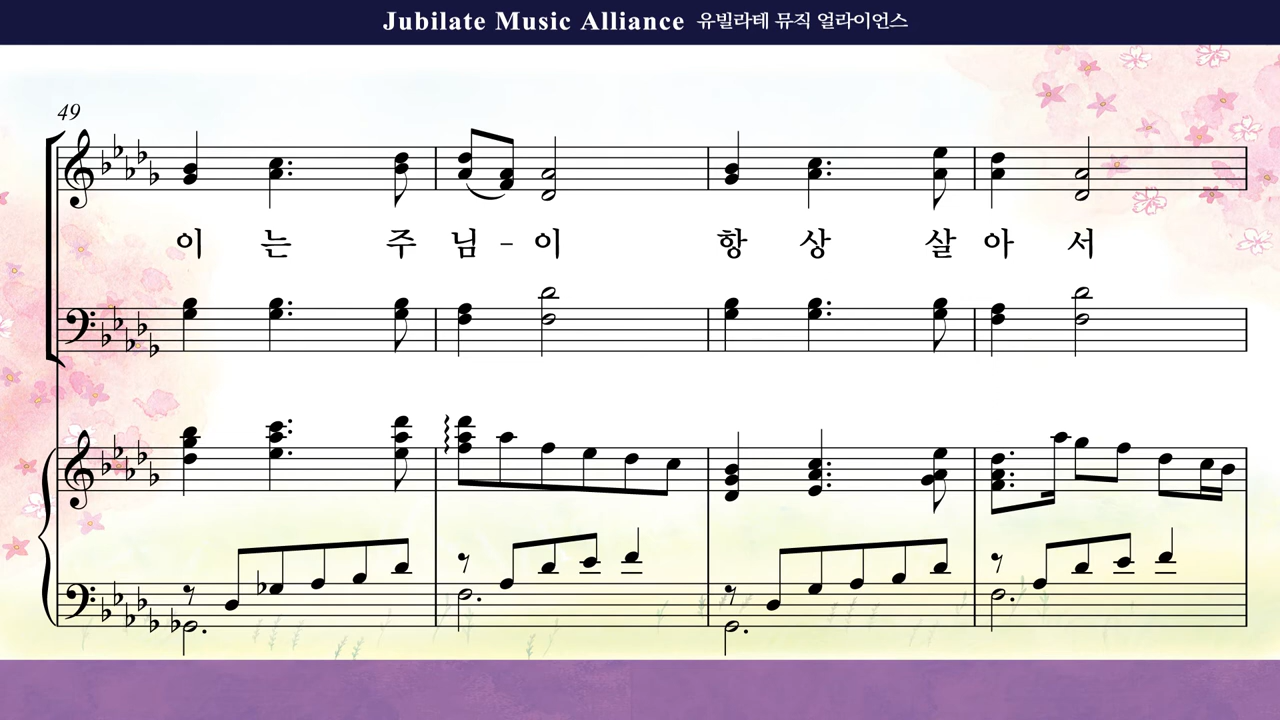 Jubilate Music Alliance 유빌라테 뮤직 얼라이언스
49
이 는 주 님 - 이 항 상 살 아 서